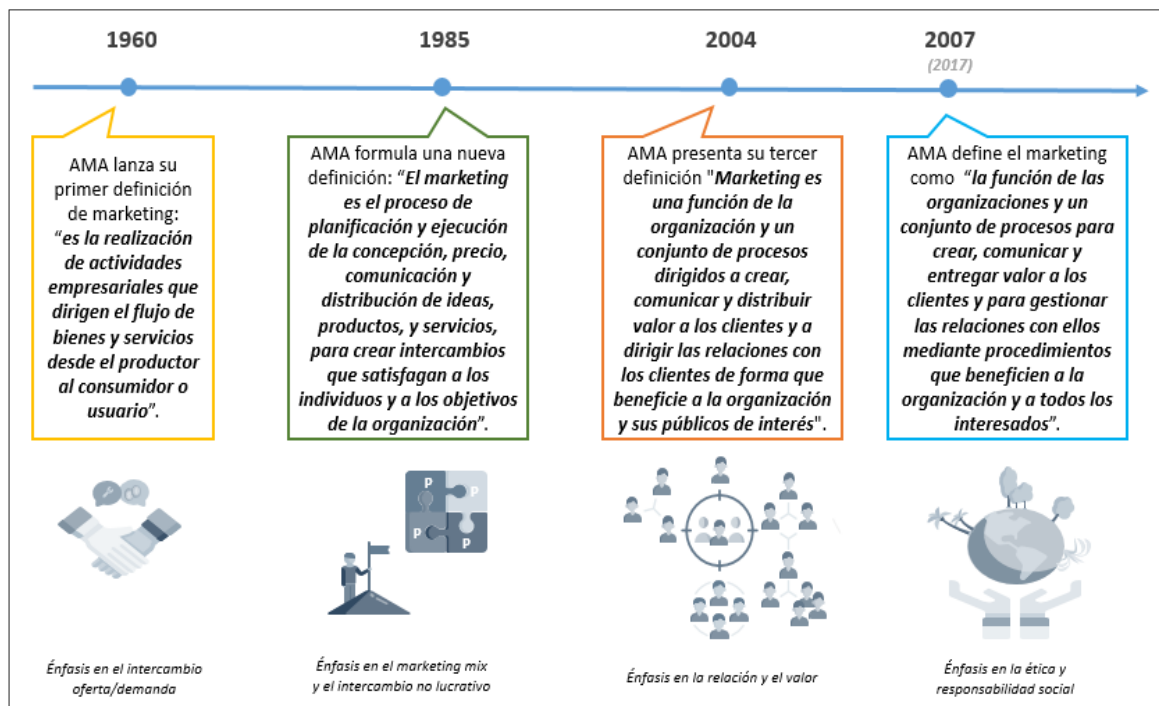 1960
1985
2004
2007
(2017)
AMA lanza su
primer definición
de marketing:
“es la realización
de actividades
empresariales que
dirigen el flujo de
bienes y servicios
desde el productor
al consumidor o
usuario”.
AMA formula una nueva
definición: “El marketing
es el proceso de
planificación y ejecución
de la concepción, precio,
comunicación y
distribución de ideas,
productos, y servicios,
para crear intercambios
que satisfagan a los
individuos y a los objetivos
de la organización”.
AMA presenta su tercer
definición "Marketing es
una función de la
organización y un
conjunto de procesos
dirigidos a crear,
comunicar y distribuir
valor a los clientes y a
dirigir las relaciones con
los clientes de forma que
beneficie a la organización
y sus públicos de interés".
AMA define el marketing
como “la función de las
organizaciones y un
conjunto de procesos para
crear, comunicar y
entregar valor a los
clientes y para gestionar
las relaciones con ellos
mediante procedimientos
que beneficien a la
organización y a todos los
interesados”.
P
P
P
P
Énfasis en el intercambio
oferta/demanda
Énfasis en el marketing mix
y el intercambio no lucrativo
Énfasis en la relación y el valor
Énfasis en la ética y
responsabilidad social